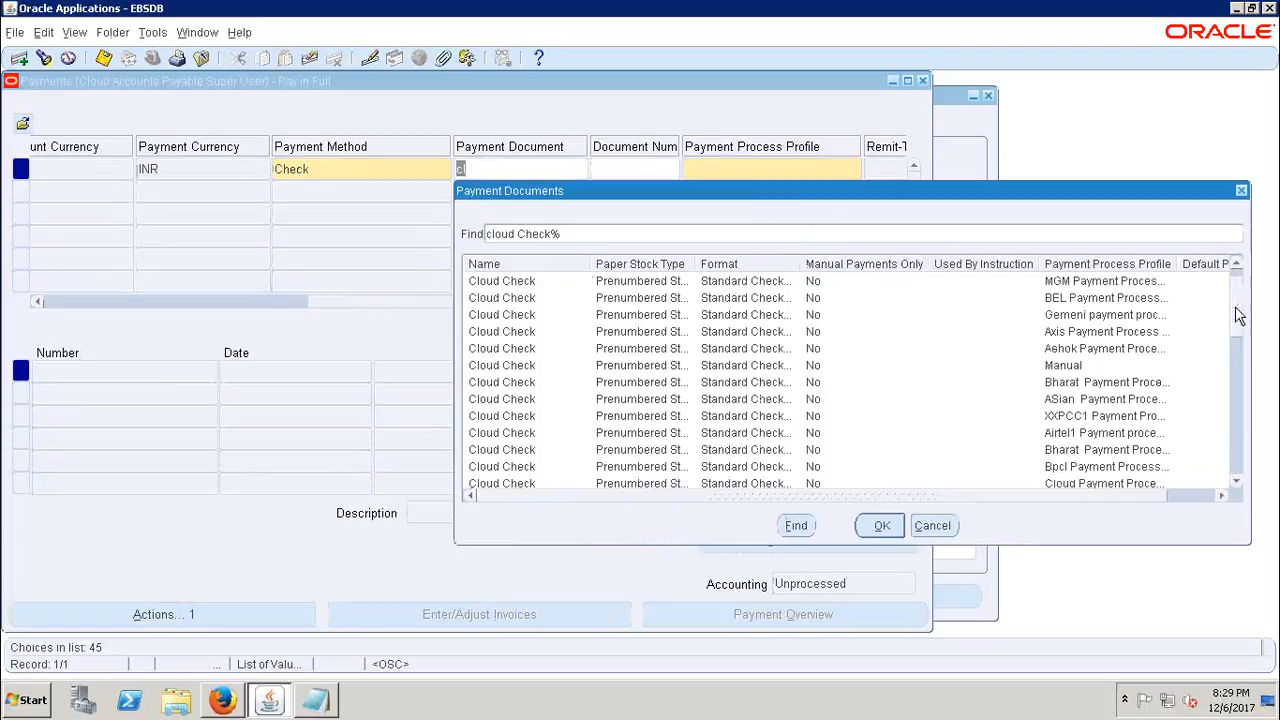 Oracle Applications - EBSDB
File Edit View Folder Tools Window Help
ORACLE
Payments (Cloud Accounts Payable Super User) - Pay in Full
unt Currency Payment Currency Payment Method Payment Document Document Num Payment Process Profile Remit-T
INR Check cl
Payment Documents
Find cloud Check%
Name Paper Stock Type Format Manual Payments Only Used By Instruction Payment Process Profile Default P
Cloud Check Prenumbered St... Standard Check... No MGM Payment Proces...
Cloud Check Prenumbered St... Standard Check... No BEL Payment Process...
Cloud Check Prenumbered St... Standard Check... No Gemeni payment proc...
Cloud Check Prenumbered St... Standard Check... No Axis Payment Process ...
Cloud Check Prenumbered St... Standard Check... No Ashok Payment Proce...
Cloud Check Prenumbered St... Standard Check... No Manual
Cloud Check Prenumbered St... Standard Check... No Bharat Payment Proce...
Cloud Check Prenumbered St... Standard Check... No ASian Payment Proce...
Cloud Check Prenumbered St... Standard Check... No XXPCC1 Payment Pro...
Cloud Check Prenumbered St... Standard Check... No Airtel1 Payment proce...
Cloud Check Prenumbered St... Standard Check... No Bharat Payment Proce...
Cloud Check Prenumbered St... Standard Check... No Bpcl Payment Process...
Cloud Check Prenumbered St... Standard Check... No Cloud Payment Proces...
Number Date
Find OK Cancel
Description
Accounting Unprocessed
Actions... 1 Enter/Adjust Invoices Payment Overview
Choices in list: 45
Record: 1/1 ... List of Valu... <OSC>
Start
8:29 PM
12/6/2017